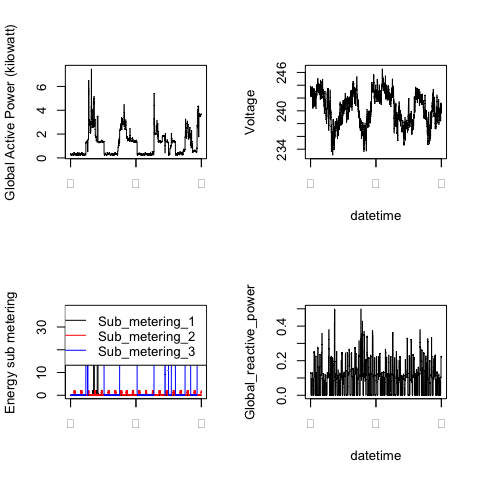 Global Active Power (kilowatt)
6
4
2
0
Voltage
246
240
234
datetime
Energy sub metering
30
10
0
Sub_metering_1
Sub_metering_2
Sub_metering_3
Global_reactive_power
0.4
0.2
0.0
datetime